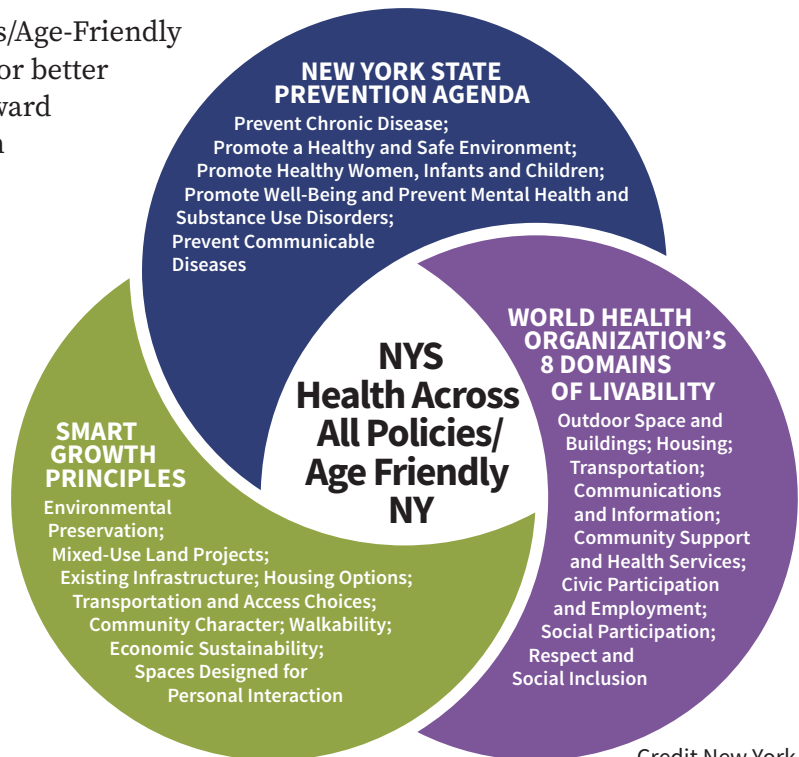 s/Age-Friendly
or better
ward
NEW YORK STATE
PREVENTION AGENDA
Prevent Chronic Disease;
Promote a Healthy and Safe Environment;
Promote Healthy Women, Infants and Children;
Promote Well-Being and Prevent Mental Health and
Substance Use Disorders;
Prevent Communicable
Diseases
NYS
Health Across
All Policies/
Age Friendly
NY
WORLD HEALTH
ORGANIZATION’S
8 DOMAINS
OF LIVABILITY
Outdoor Space and
Buildings; Housing;
Transportation;
Communications
and Information;
Community Support
and Health Services;
Civic Participation
and Employment;
Social Participation;
Respect and
Social Inclusion
SMART
GROWTH
PRINCIPLES
Environmental
Preservation;
Mixed-Use Land Projects;
Existing Infrastructure; Housing Options;
Transportation and Access Choices;
Community Character; Walkability;
Economic Sustainability;
Spaces Designed for
Personal Interaction
Credit New York